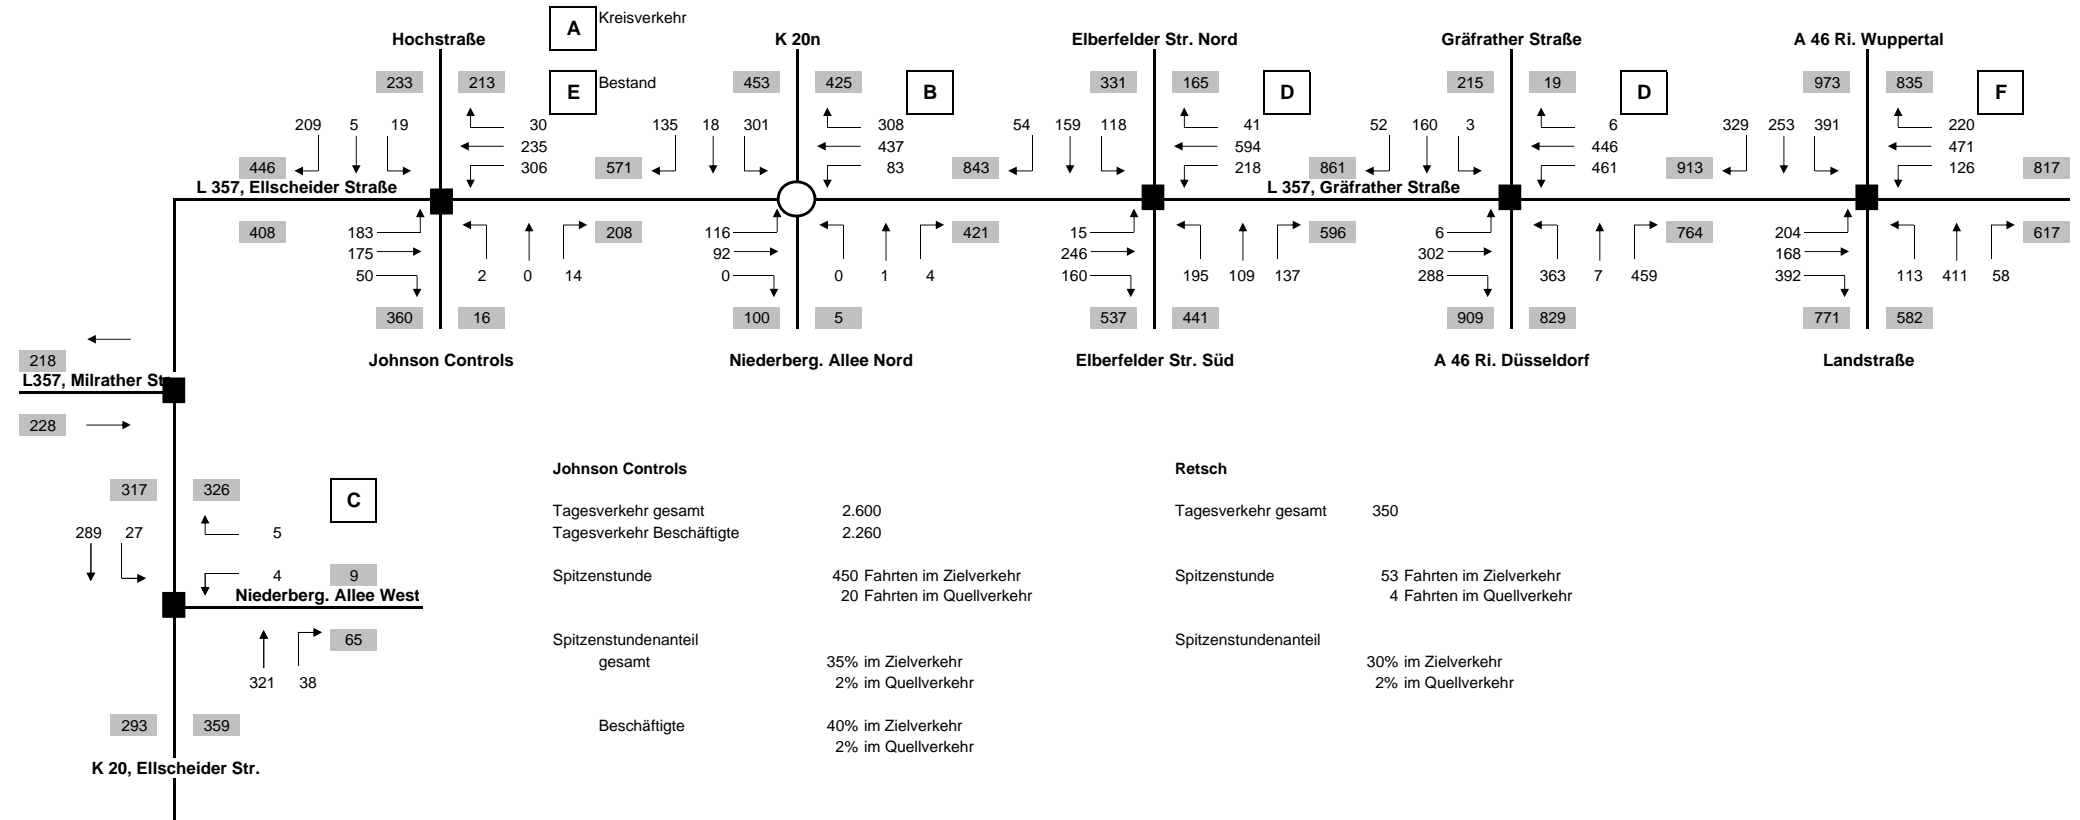 A Kreisverkehr
Hochstraße K 20n Elberfelder Str. Nord Gräfrather Straße A 46 Ri. Wuppertal
233 213 E Bestand 453 425 B 331 165 D 215 19 D 973 835 F
209 5 19 30 135 18 301 308 54 159 118 41 52 160 3 6 329 253 391 220
235 437 594 446 471
446 306 571 83 843 218 861 461 913 126 817
L 357, Ellscheider Straße L 357, Gräfrather Straße
408 183 208 116 421 15 596 6 764 204 617
175 92 246 302 168
50 2 0 14 0 0 1 4 160 195 109 137 288 363 7 459 392 113 411 58
360 16 100 5 537 441 909 829 771 582
218 Johnson Controls Niederberg. Allee Nord Elberfelder Str. Süd A 46 Ri. Düsseldorf Landstraße
L357, Milrather St
228
Johnson Controls Retsch
317 326 C
Tagesverkehr gesamt 2.600 Tagesverkehr gesamt 350
289 27 5 Tagesverkehr Beschäftigte 2.260
4 9 Spitzenstunde 450 Fahrten im Zielverkehr Spitzenstunde 53 Fahrten im Zielverkehr
Niederberg. Allee West 20 Fahrten im Quellverkehr 4 Fahrten im Quellverkehr
65 Spitzenstundenanteil Spitzenstundenanteil
gesamt 35% im Zielverkehr 30% im Zielverkehr
321 38 2% im Quellverkehr 2% im Quellverkehr
293 359 Beschäftigte 40% im Zielverkehr
2% im Quellverkehr
K 20, Ellscheider Str.